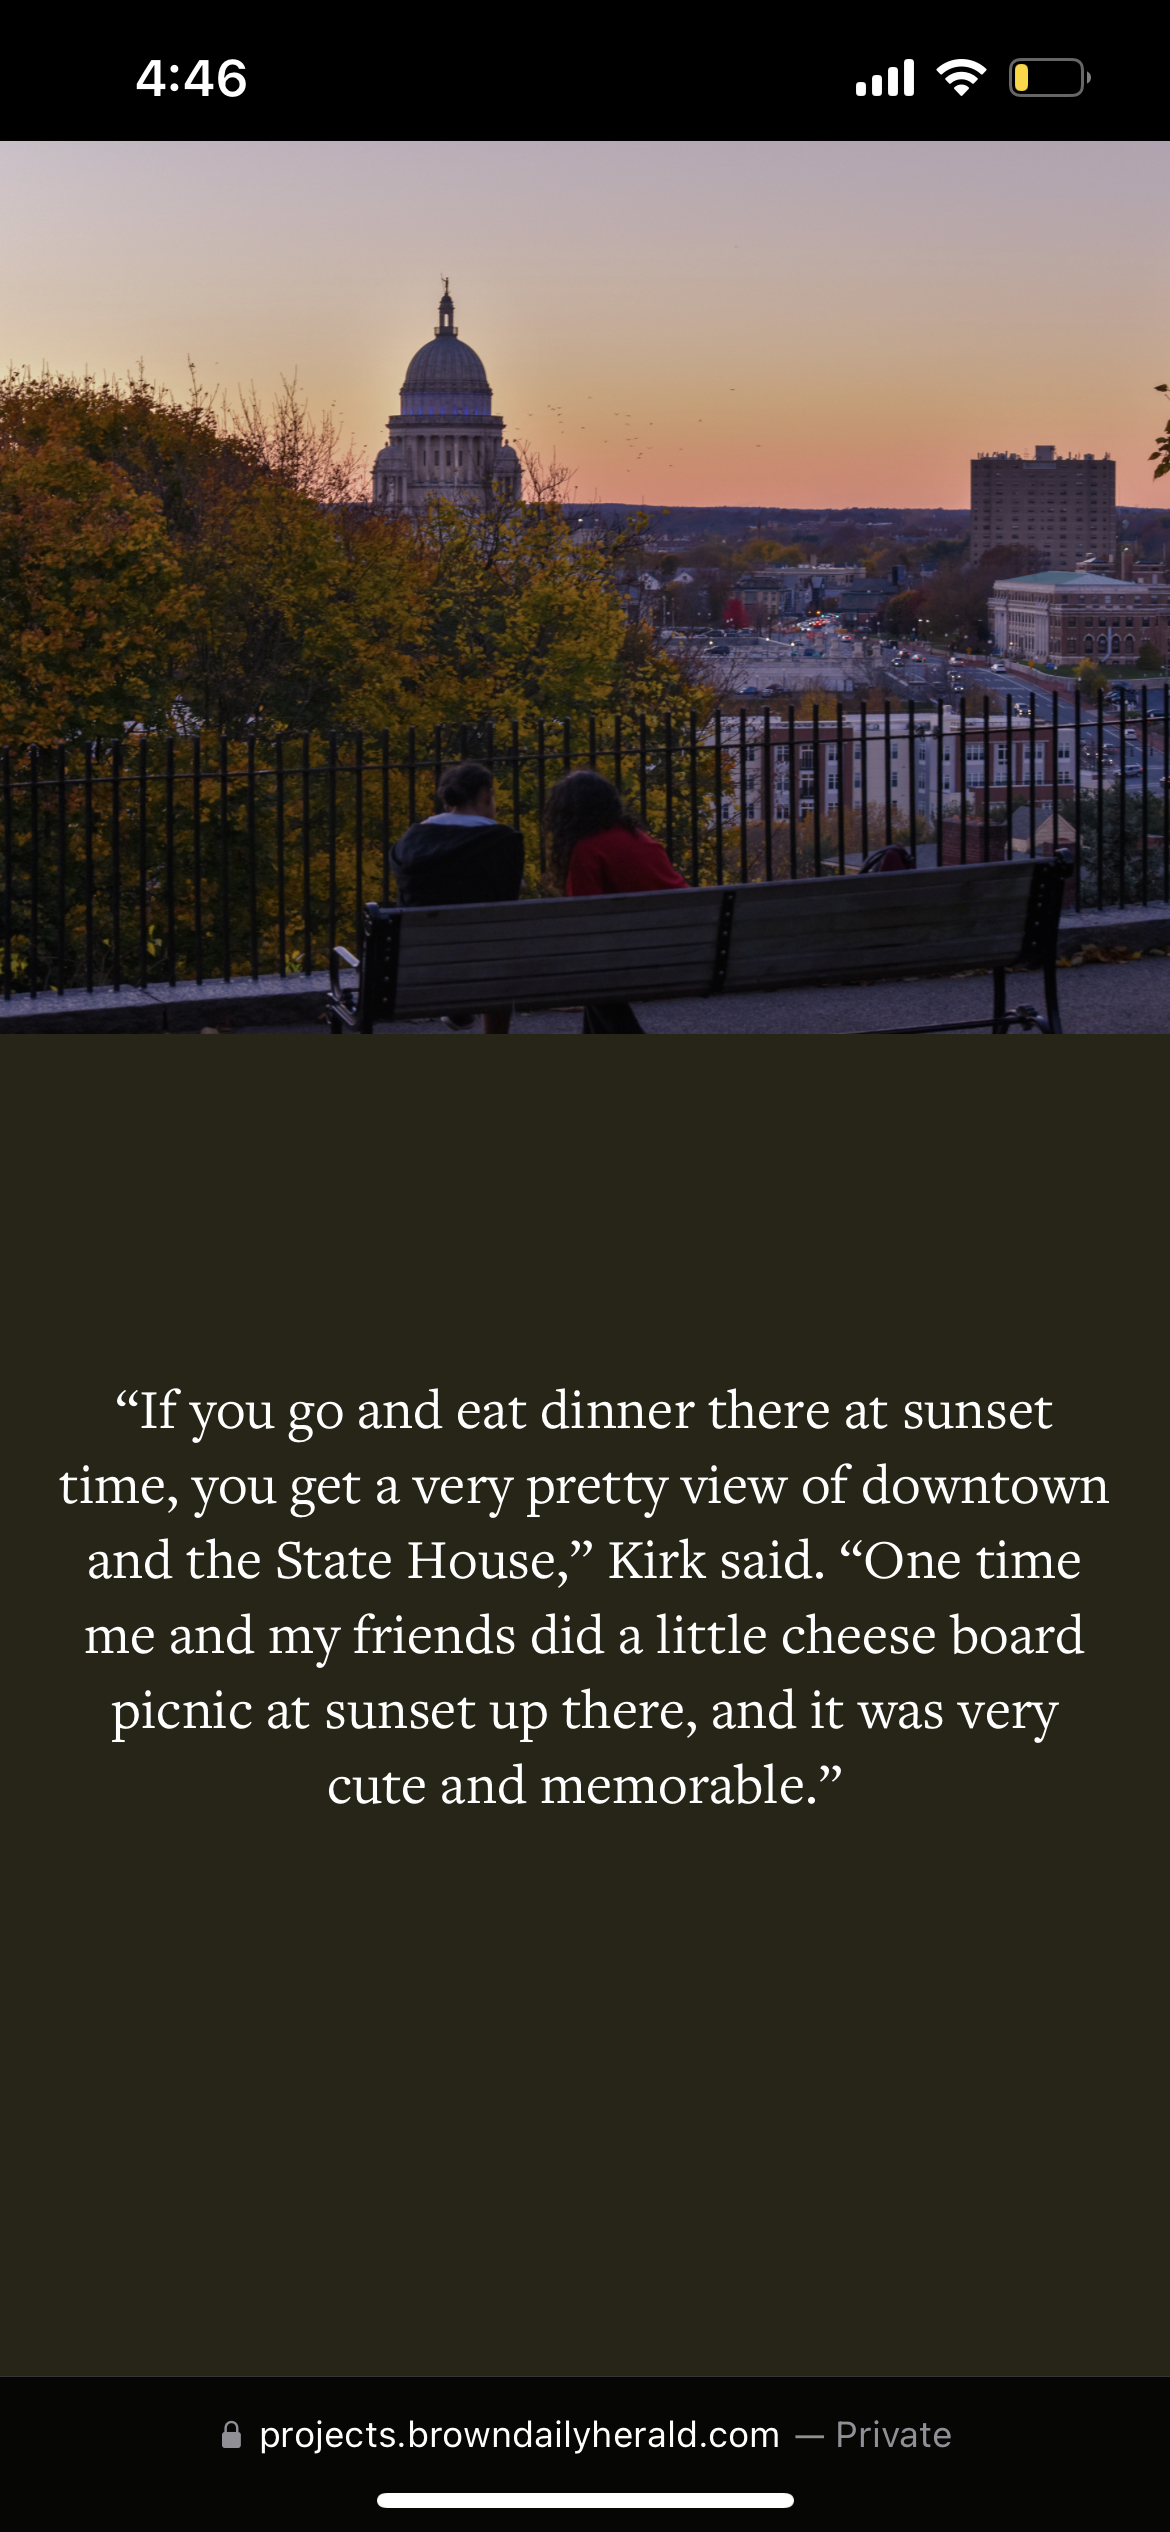 4:46
“If you go and eat dinner there at sunset
time, you get a very pretty view of downtown
and the State House,” Kirk said. “One time
me and my friends did a little cheese board
picnic at sunset up there, and it was very
cute and memorable.”
projects.browndailyherald.com — Private